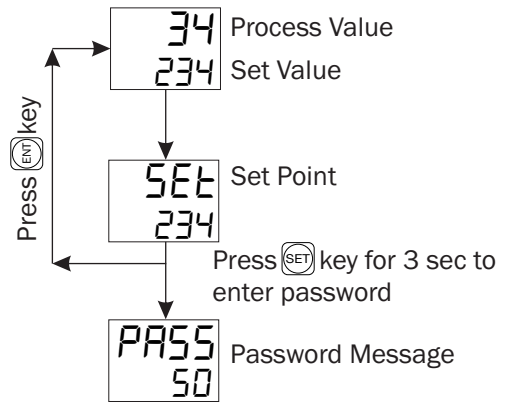 34 Process Value
234 Set Value
Press ENT key
SEt Set Point
234
Press SET key for 3 sec to
enter password
PASS Password Message
50